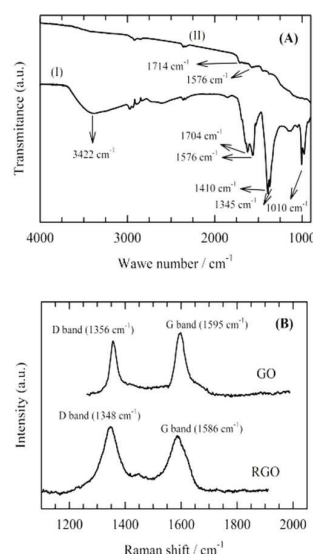 (II)
(A)
(I)
1714 cm⁻¹
1576 cm⁻¹
3422 cm⁻¹
1704 cm⁻¹
1576 cm⁻¹
1410 cm⁻¹
1345 cm⁻¹
1010 cm⁻¹
Transmitance (a.u.)
4000 3000 2000 1000
Wawe number / cm⁻¹
(B)
D band (1356 cm⁻¹)
G band (1595 cm⁻¹)
GO
D band (1348 cm⁻¹)
G band (1586 cm⁻¹)
RGO
Intensity (a.u.)
1200 1400 1600 1800 2000
Raman shift / cm⁻¹